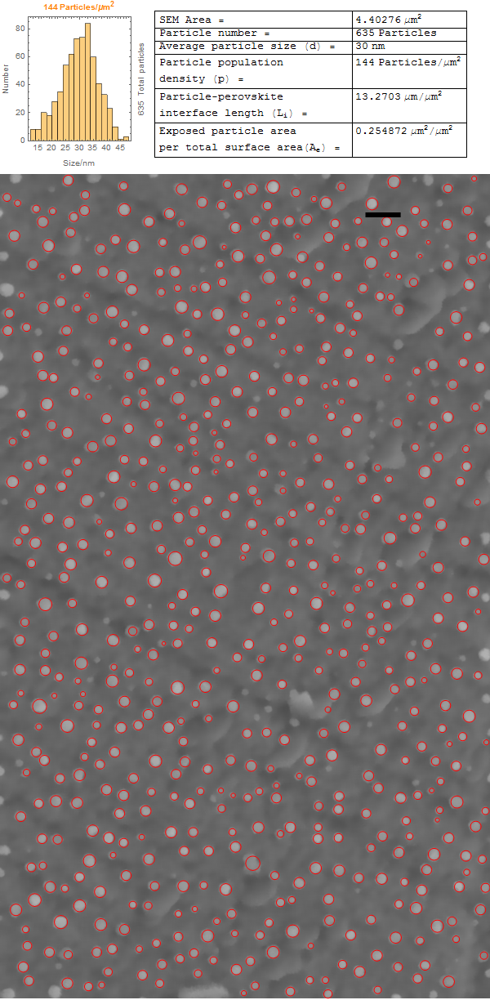 144 Particles/μm²
80
60
40
20
0
Number
15 20 25 30 35 40 45
Size/nm
635 Total particles
SEM Area = 4.40276 μm²
Particle number = 635 Particles
Average particle size (d) = 30 nm
Particle population
density (p) = 144 Particles/μm²
Particle-perovskite
interface length (Lᵢ) = 13.2703 μm/μm²
Exposed particle area
per total surface area(Aₑ) = 0.254872 μm²/μm²